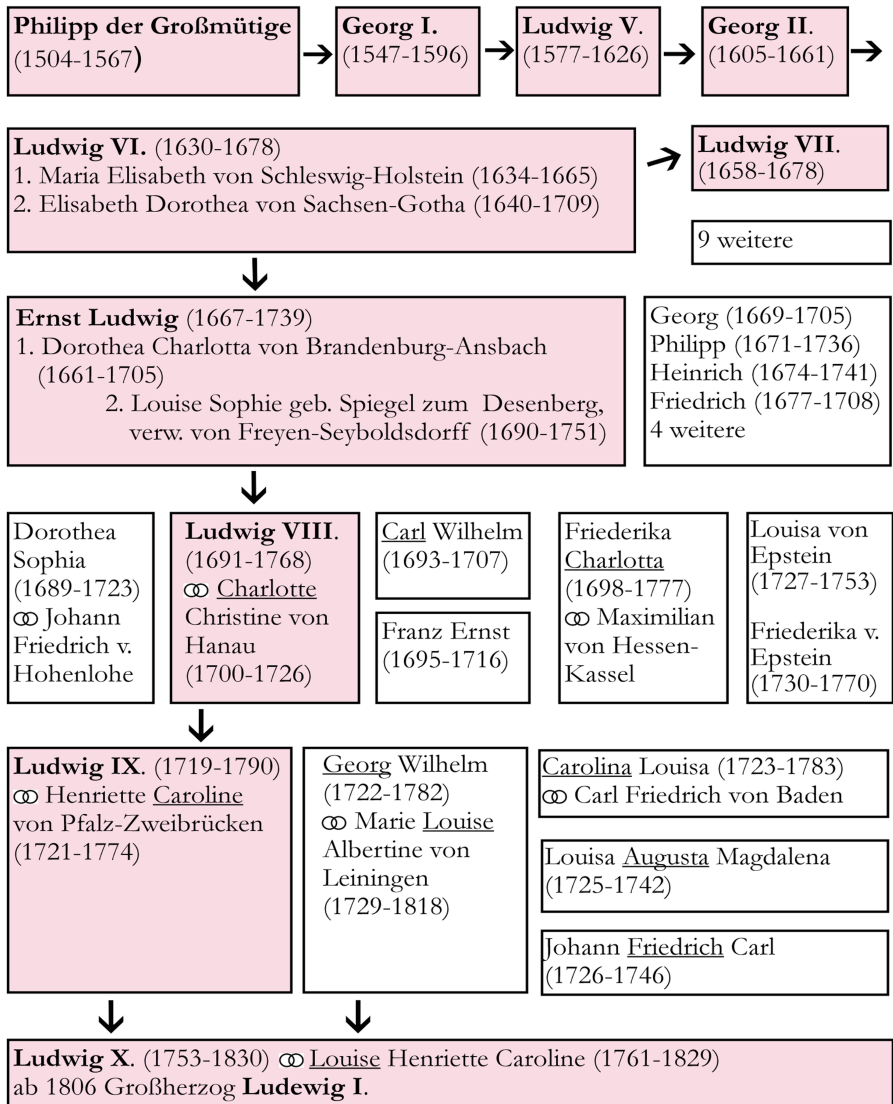 Philipp der Großmütige
(1504-1567)
Georg I.
(1547-1596)
Ludwig V.
(1577-1626)
Georg II.
(1605-1661)
Ludwig VI. (1630-1678)
1. Maria Elisabeth von Schleswig-Holstein (1634-1665)
2. Elisabeth Dorothea von Sachsen-Gotha (1640-1709)
Ludwig VII.
(1658-1678)
9 weitere
Ernst Ludwig (1667-1739)
1. Dorothea Charlotta von Brandenburg-Ansbach
(1661-1705)
2. Louise Sophie geb. Spiegel zum Desenberg,
verw. von Freyen-Seyboldsdorff (1690-1751)
Georg (1669-1705)
Philipp (1671-1736)
Heinrich (1674-1741)
Friedrich (1677-1708)
4 weitere
Dorothea
Sophia
(1689-1723)
⚭ Johann
Friedrich v.
Hohenlohe
Ludwig VIII.
(1691-1768)
⚭ Charlotte
Christine von
Hanau
(1700-1726)
Carl Wilhelm
(1693-1707)
Franz Ernst
(1695-1716)
Friederika
Charlotta
(1698-1777)
⚭ Maximilian
von Hessen-
Kassel
Louisa von
Epstein
(1727-1753)
Friederika v.
Epstein
(1730-1770)
Ludwig IX. (1719-1790)
⚭ Henriette Caroline
von Pfalz-Zweibrücken
(1721-1774)
Georg Wilhelm
(1722-1782)
⚭ Marie Louise
Albertine von
Leiningen
(1729-1818)
Carolina Louisa (1723-1783)
⚭ Carl Friedrich von Baden
Louisa Augusta Magdalena
(1725-1742)
Johann Friedrich Carl
(1726-1746)
Ludwig X. (1753-1830) ⚭ Louise Henriette Caroline (1761-1829)
ab 1806 Großherzog Ludewig I.